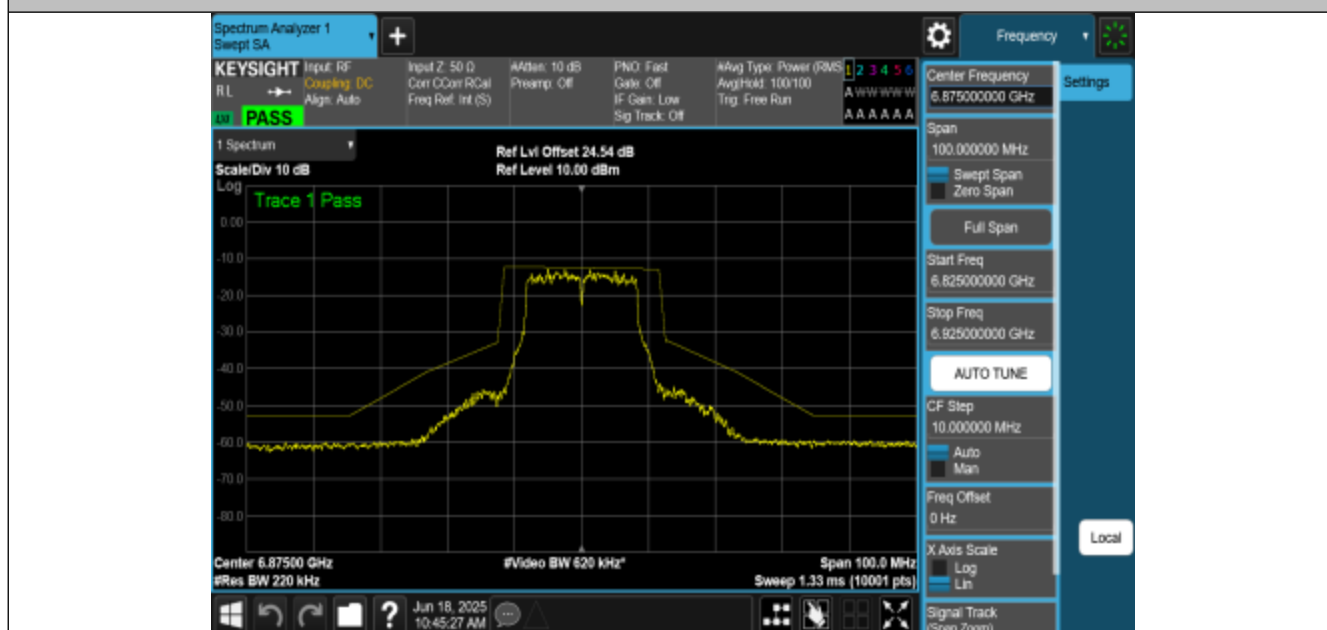 Spectrum Analyzer 1
Swept SA
+
Frequency
KEYSIGHT
RL
Input: RF
Coupling: DC
Align: Auto
Input Z: 50 Ω
Corr CCorr RCal
Freq Ref: Int (S)
#Atten: 10 dB
Preamp: Off
PNO: Fast
Gate: Off
IF Gain: Low
Sig Track: Off
#Avg Type: Power (RMS
Avg|Hold: 100/100
Trig: Free Run
1 2 3 4 5 6
A W W W W W
A A A A A A
PASS
1 Spectrum
Scale/Div 10 dB
Ref Lvl Offset 24.54 dB
Ref Level 10.00 dBm
Log
Trace 1 Pass
0.00
-10.0
-20.0
-30.0
-40.0
-50.0
-60.0
-70.0
-80.0
Center 6.87500 GHz
#Video BW 620 kHz*
Span 100.0 MHz
#Res BW 220 kHz
Sweep 1.33 ms (10001 pts)
Center Frequency
6.875000000 GHz
Settings
Span
100.000000 MHz
Swept Span
Zero Span
Full Span
Start Freq
6.825000000 GHz
Stop Freq
6.925000000 GHz
AUTO TUNE
CF Step
10.000000 MHz
Auto
Man
Freq Offset
0 Hz
X Axis Scale
Log
Lin
Local
Signal Track
(Span Zoom)
?
Jun 18, 2025
10:45:27 AM